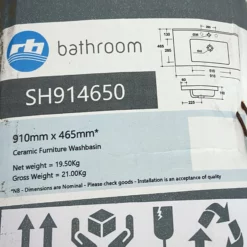 rb bathroom
SH914650
910mm x 465mm*
Ceramic Furniture Washbasin
Net weight = 19.50Kg
Gross weight = 21.00Kg
*NB - Dimensions are Nominal - Please Check goods - Installation is an acceptance of quality